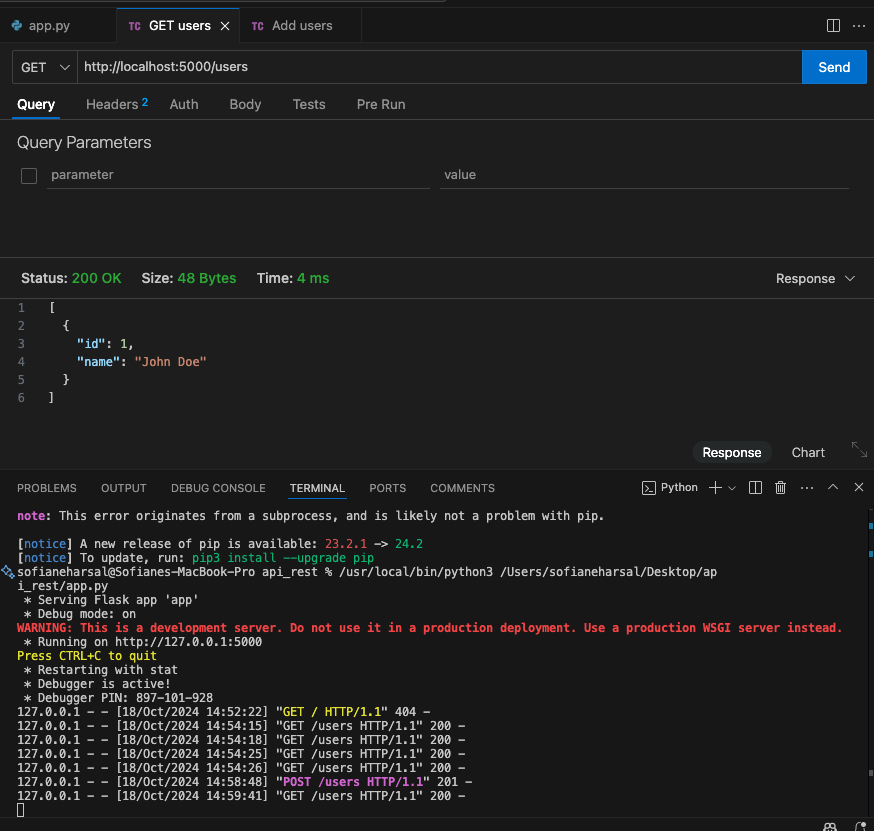 app.py
TC GET users
TC Add users
GET http://localhost:5000/users Send
Query Headers 2 Auth Body Tests Pre Run
Query Parameters
parameter value
Status: 200 OK Size: 48 Bytes Time: 4 ms Response
1 [
2 {
3 "id": 1,
4 "name": "John Doe"
5 }
6 ]
Response Chart
PROBLEMS OUTPUT DEBUG CONSOLE TERMINAL PORTS COMMENTS Python
note: This error originates from a subprocess, and is likely not a problem with pip.
[notice] A new release of pip is available: 23.2.1 -> 24.2
[notice] To update, run: pip3 install --upgrade pip
sofianeharsal@Sofianes-MacBook-Pro api_rest % /usr/local/bin/python3 /Users/sofianeharsal/Desktop/ap
i_rest/app.py
* Serving Flask app 'app'
* Debug mode: on
WARNING: This is a development server. Do not use it in a production deployment. Use a production WSGI server instead.
* Running on http://127.0.0.1:5000
Press CTRL+C to quit
* Restarting with stat
* Debugger is active!
* Debugger PIN: 897-101-928
127.0.0.1 - - [18/Oct/2024 14:52:22] "GET / HTTP/1.1" 404 -
127.0.0.1 - - [18/Oct/2024 14:54:15] "GET /users HTTP/1.1" 200 -
127.0.0.1 - - [18/Oct/2024 14:54:18] "GET /users HTTP/1.1" 200 -
127.0.0.1 - - [18/Oct/2024 14:54:25] "GET /users HTTP/1.1" 200 -
127.0.0.1 - - [18/Oct/2024 14:54:26] "GET /users HTTP/1.1" 200 -
127.0.0.1 - - [18/Oct/2024 14:58:48] "POST /users HTTP/1.1" 201 -
127.0.0.1 - - [18/Oct/2024 14:59:41] "GET /users HTTP/1.1" 200 -